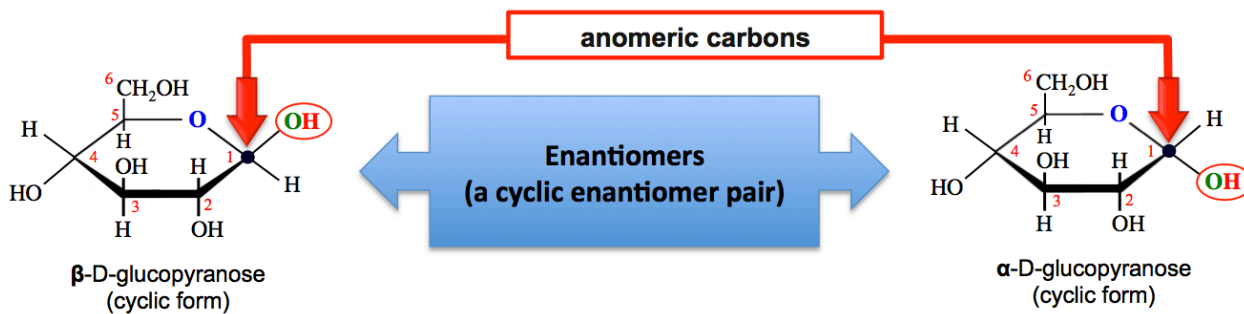 anomeric carbons
6
CH₂OH
5
O
OH
H
H
4
OH
H
1
HO
H
3
2
H
OH
β-D-glucopyranose
(cyclic form)
Enantiomers
(a cyclic enantiomer pair)
6
CH₂OH
5
O
H
H
H
4
OH
H
1
HO
OH
3
2
H
OH
α-D-glucopyranose
(cyclic form)